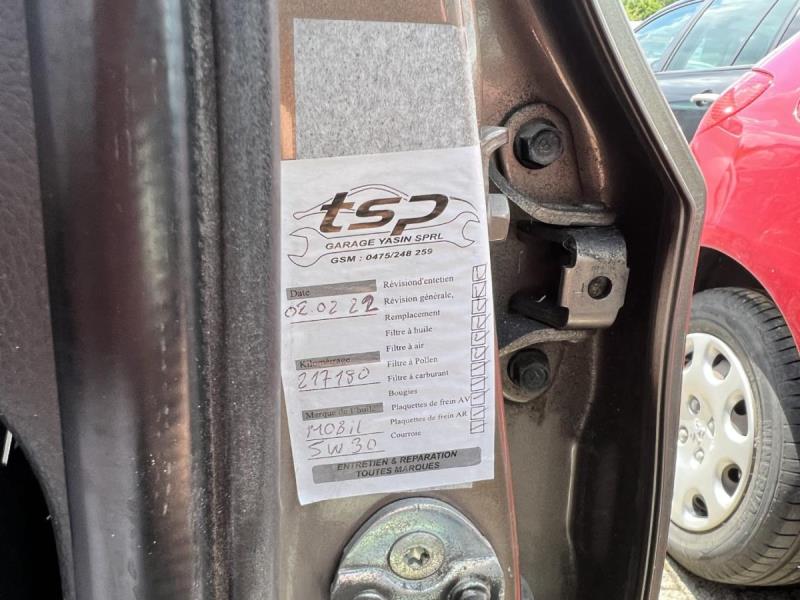 tsp
GARAGE YASIN SPRL
GSM : 0475/248 259
Date
02.02 22
Kilométrage
217180
Marque de L'huile
MOBIL
5W30
Révisiond'entetien
Révision générale,
Remplacement
Filtre à huile
Filtre à air
Filtre à Pollen
Filtre à carburant
Bougies
Plaquettes de frein AV
Plaquettes de frein AR
Courrose
ENTRETIEN & REPARATION
TOUTES MARQUES